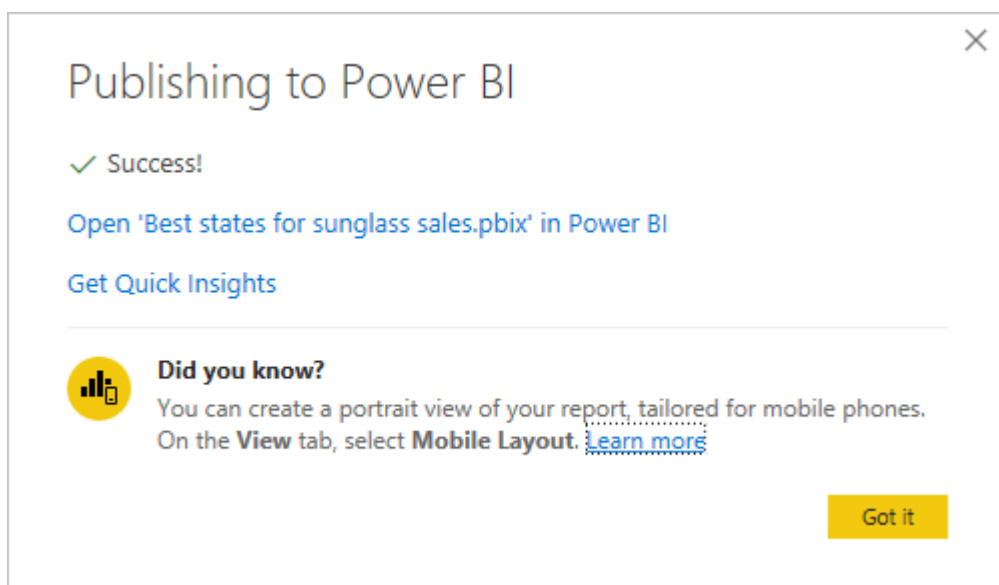 Publishing to Power BI
Success!
Open 'Best states for sunglass sales.pbix' in Power BI
Get Quick Insights
Did you know?
You can create a portrait view of your report, tailored for mobile phones.
On the View tab, select Mobile Layout. Learn more
Got it